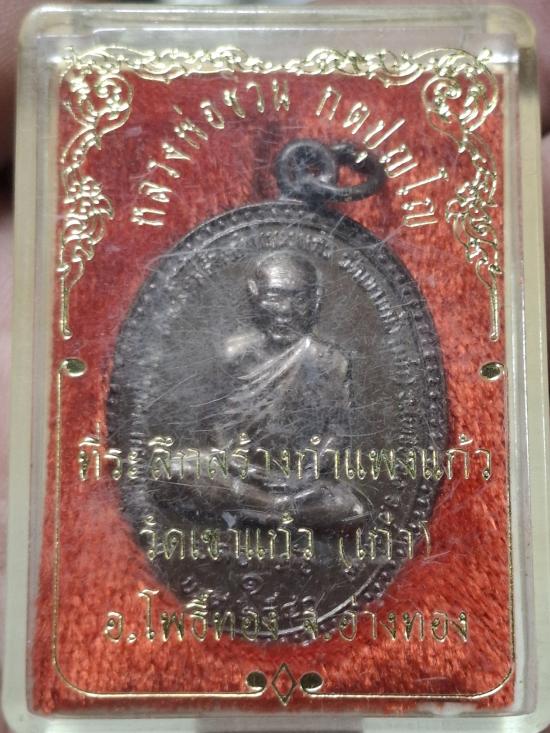 หลวงพ่อชวน กตปุญโญ
ที่ระลึกสร้างกำแพงแก้ว
วัดเขาแก้ว (เก่า)
อ.โพธิ์ทอง จ.อ่างทอง